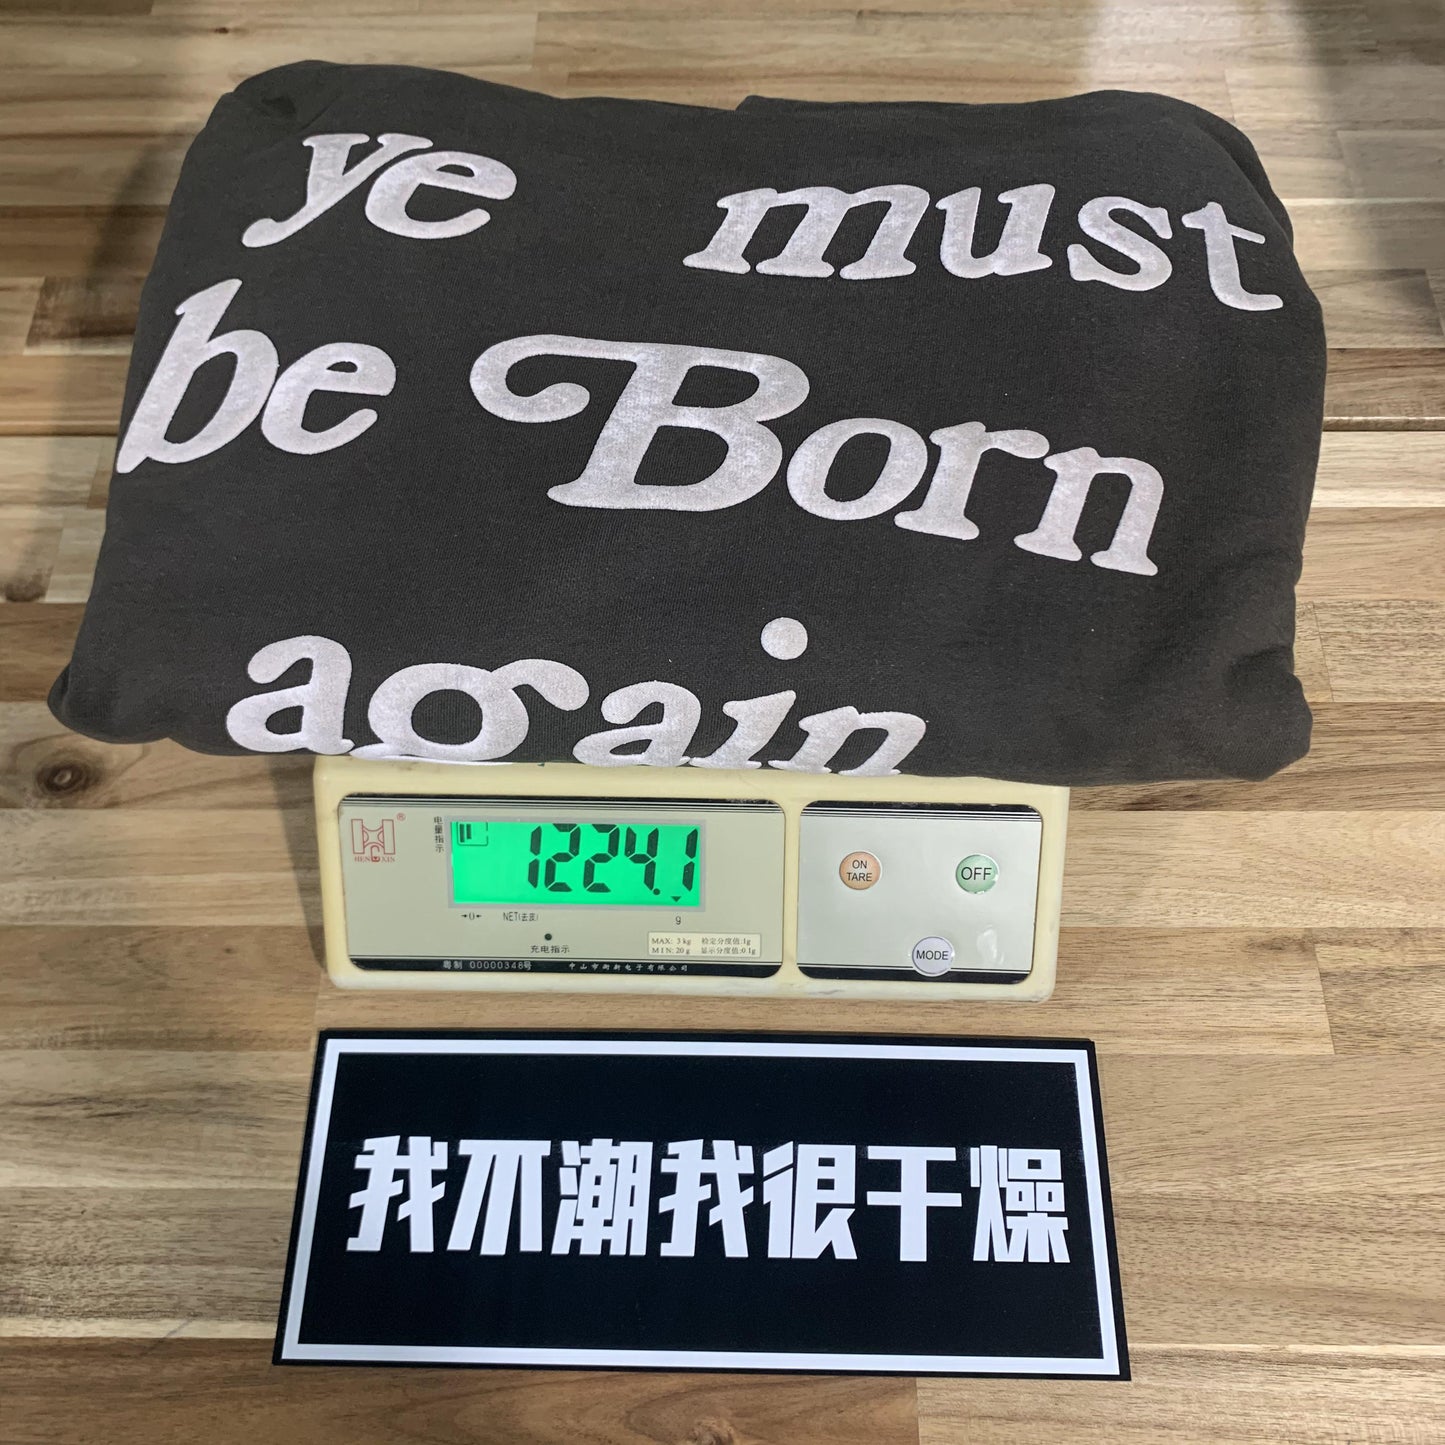 ye must
be Born
again
HENGXIN
®
电量指示
1224.1
→0←
NET(去皮)
g
充电指示
MAX: 3 kg 检定分度值:1g
MIN: 20 g 显示分度值:0.1g
粤制 00000348号
中山市衡新电子有限公司
ON
TARE
OFF
MODE
我不潮我很干燥